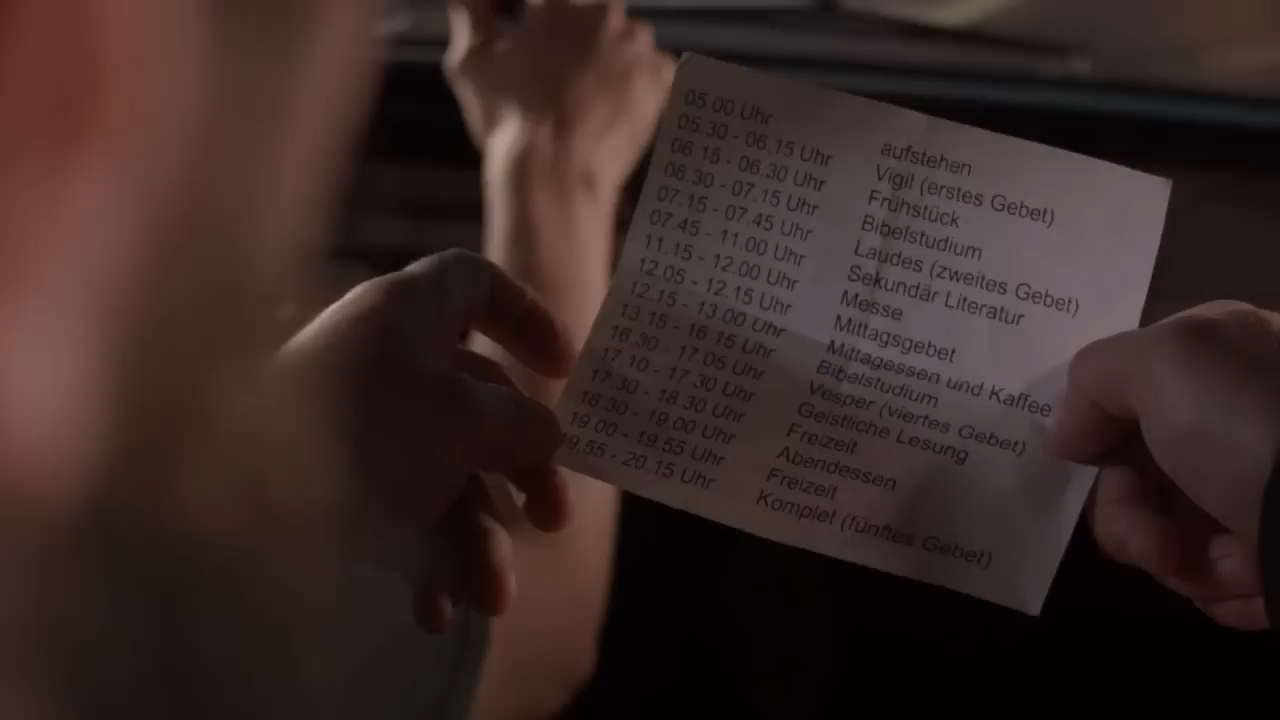 05.00 Uhr aufstehen
05.30 - 06.15 Uhr Vigil (erstes Gebet)
06.15 - 06.30 Uhr Frühstück
06.30 - 07.15 Uhr Bibelstudium
07.15 - 07.45 Uhr Laudes (zweites Gebet)
07.45 - 11.00 Uhr Sekundär Literatur
11.15 - 12.00 Uhr Messe
12.05 - 12.15 Uhr Mittagsgebet
12.15 - 13.00 Uhr Mittagessen und Kaffee
13.15 - 16.15 Uhr Bibelstudium
16.30 - 17.05 Uhr Vesper (viertes Gebet)
17.10 - 17.30 Uhr Geistliche Lesung
17.30 - 18.30 Uhr Freizeit
18.30 - 19.00 Uhr Abendessen
19.00 - 19.55 Uhr Freizeit
19.55 - 20.15 Uhr Komplet (fünftes Gebet)